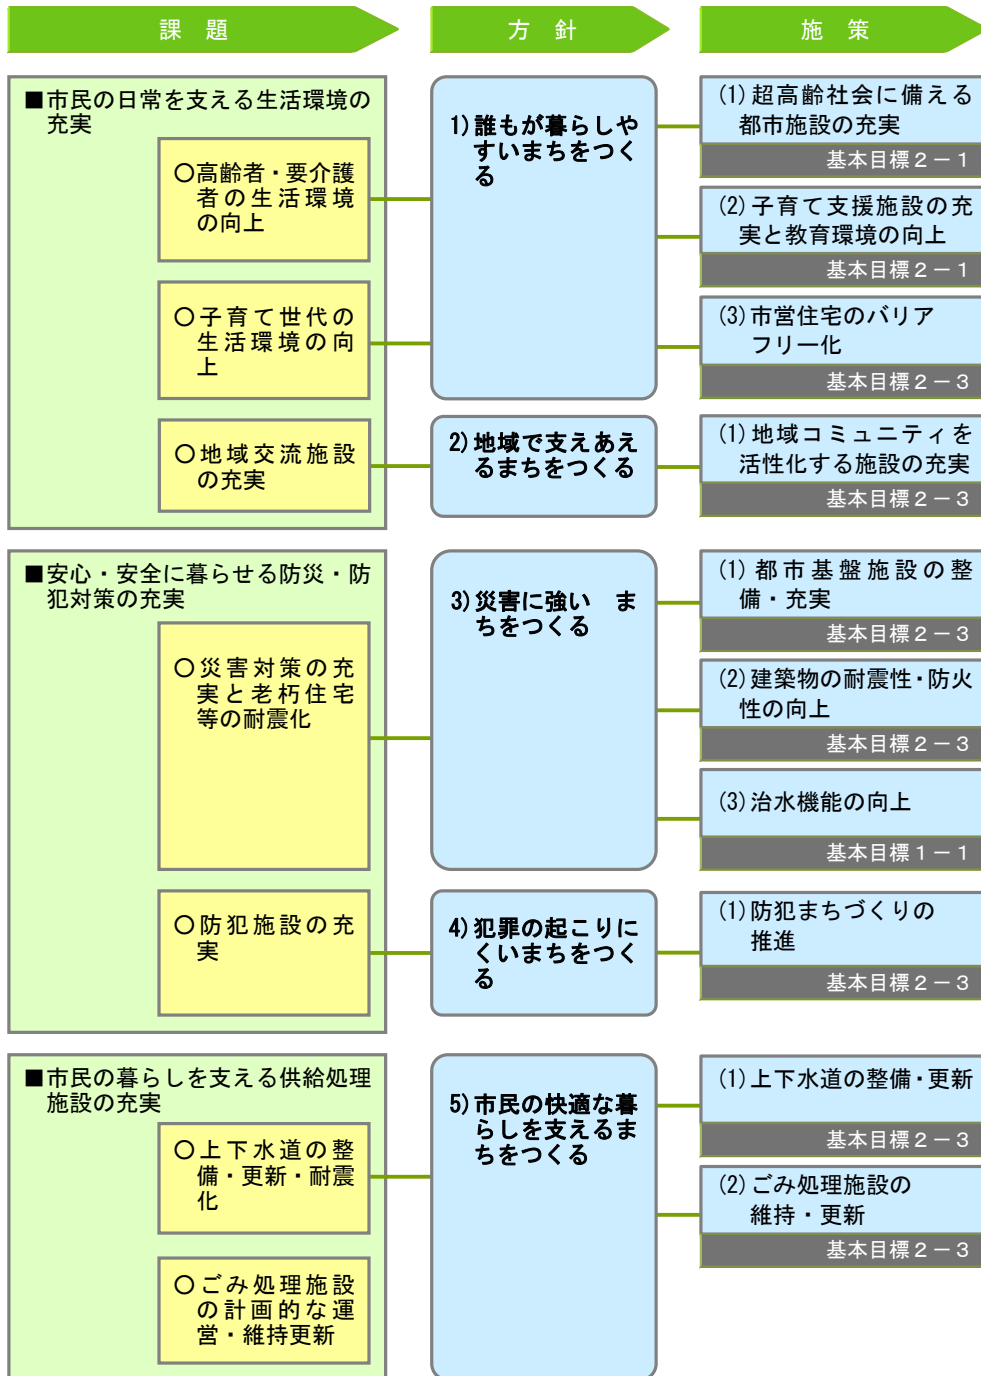 課 題
方 針
施 策
■市民の日常を支える生活環境の
充実
○高齢者・要介護
者の生活環境
の向上
○子育て世代の
生活環境の向
上
○地域交流施設
の充実
1)誰もが暮らしや
すいまちをつく
る
2)地域で支えあえ
るまちをつくる
(1)超高齢社会に備える
都市施設の充実
基本目標2-1
(2)子育て支援施設の充
実と教育環境の向上
基本目標2-1
(3)市営住宅のバリア
フリー化
基本目標2-3
(1)地域コミュニティを
活性化する施設の充実
基本目標2-3
■安心・安全に暮らせる防災・防
犯対策の充実
○災害対策の充
実と老朽住宅
等の耐震化
○防犯施設の充
実
3)災害に強い　ま
ちをつくる
4)犯罪の起こりに
くいまちをつく
る
(1)都市基盤施設の整
備・充実
基本目標2-3
(2)建築物の耐震性・防火
性の向上
基本目標2-3
(3)治水機能の向上
基本目標1-1
(1)防犯まちづくりの
推進
基本目標2-3
■市民の暮らしを支える供給処理
施設の充実
○上下水道の整
備・更新・耐震
化
○ごみ処理施設
の計画的な運
営・維持更新
5)市民の快適な暮
らしを支えるま
ちをつくる
(1)上下水道の整備・更新
基本目標2-3
(2)ごみ処理施設の
維持・更新
基本目標2-3